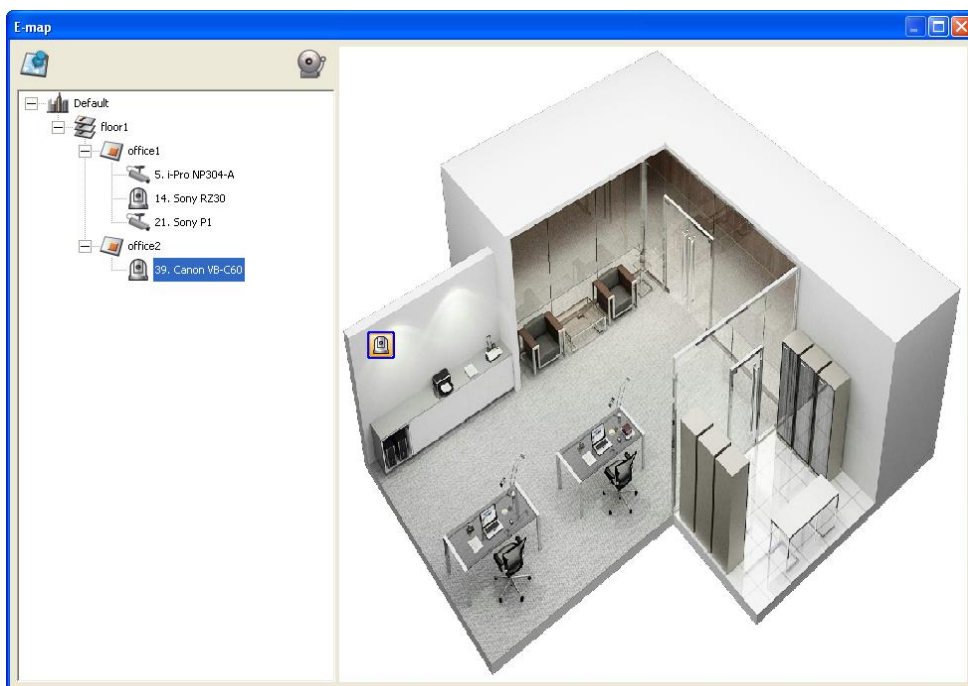 E-map
Default
floor1
office1
5. i-Pro NP304-A
14. Sony RZ30
21. Sony P1
office2
39. Canon VB-C60